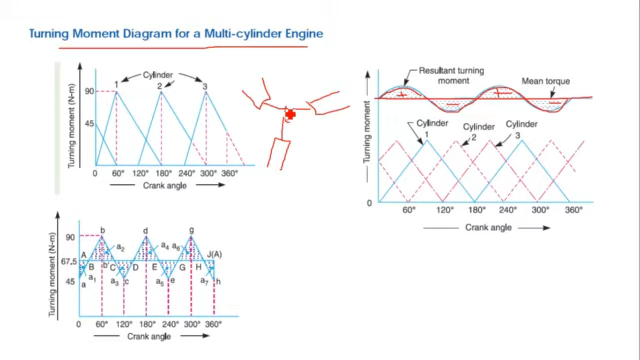 Turning Moment Diagram for a Multi-cylinder Engine
Turning moment (N-m)
90
45
1
Cylinder
2
3
0
60°
120°
180°
240°
300°
360°
Crank angle
Turning moment
Resultant turning
moment
Mean torque
Cylinder
1
Cylinder
2
Cylinder
3
0
60°
120°
180°
240°
300°
360°
Crank angle
Turning moment (N-m)
90
67.5
45
b
d
g
A
a2
a4
a6
J(A)
B
b'
C
D
E
G
H
a
a1
a3
c
a5
e
a7
h
0
60°
120°
180°
240°
300°
360°
Crank angle